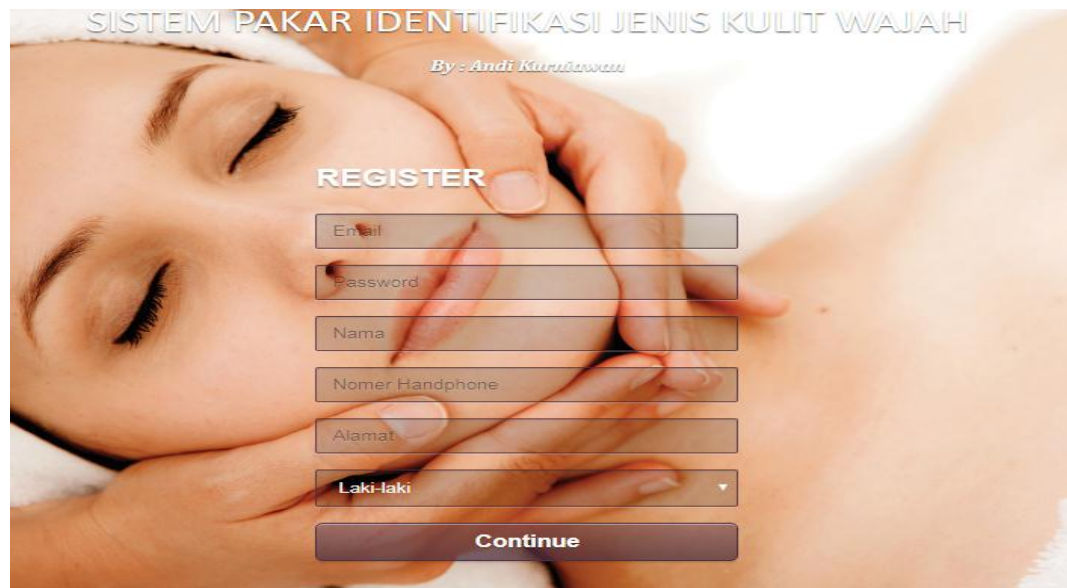 SISTEM PAKAR IDENTIFIKASI JENIS KULIT WAJAH
By : Andi Kurniawan
REGISTER
Email
Password
Nama
Nomer Handphone
Alamat
Laki-laki
Continue